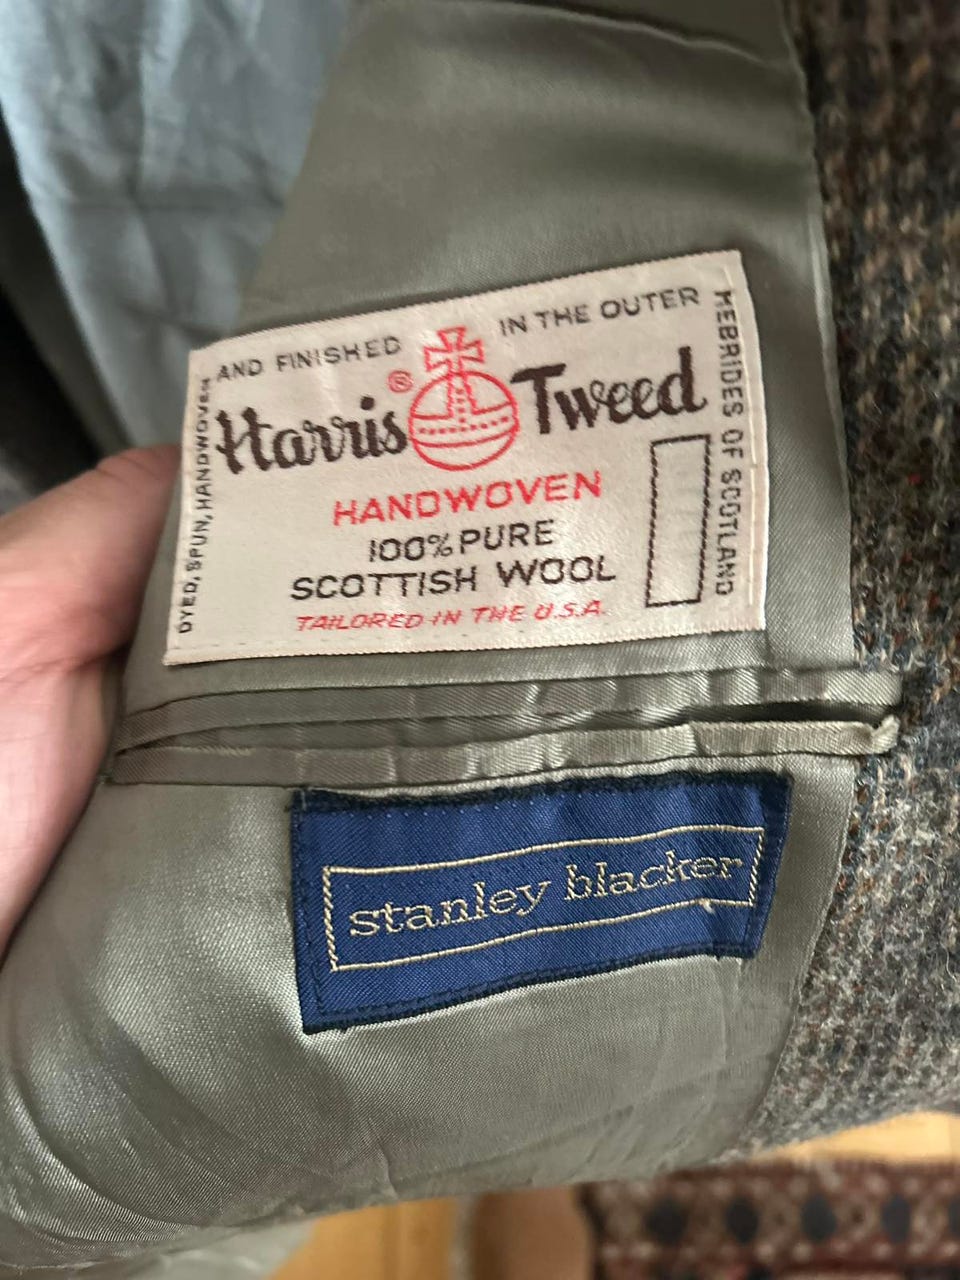 DYED, SPUN, HANDWOVEN
AND FINISHED
IN THE OUTER
HEBRIDES OF SCOTLAND
Harris® Tweed
HANDWOVEN
100% PURE
SCOTTISH WOOL
TAILORED IN THE U.S.A.
stanley blacker